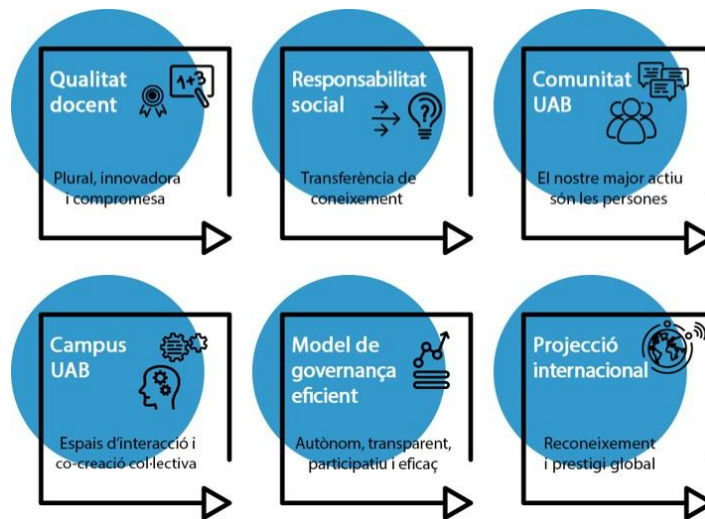 Qualitat
docent
1+3
Plural, innovadora
i compromesa
Responsabilitat
social
?
Transferència de
coneixement
Comunitat
UAB
El nostre major actiu
són les persones
Campus
UAB
Espais d'interacció i
co-creació col·lectiva
Model de
governança
eficient
Autònom, transparent,
participatiu i eficaç
Projecció
internacional
Reconeixement
i prestigi global